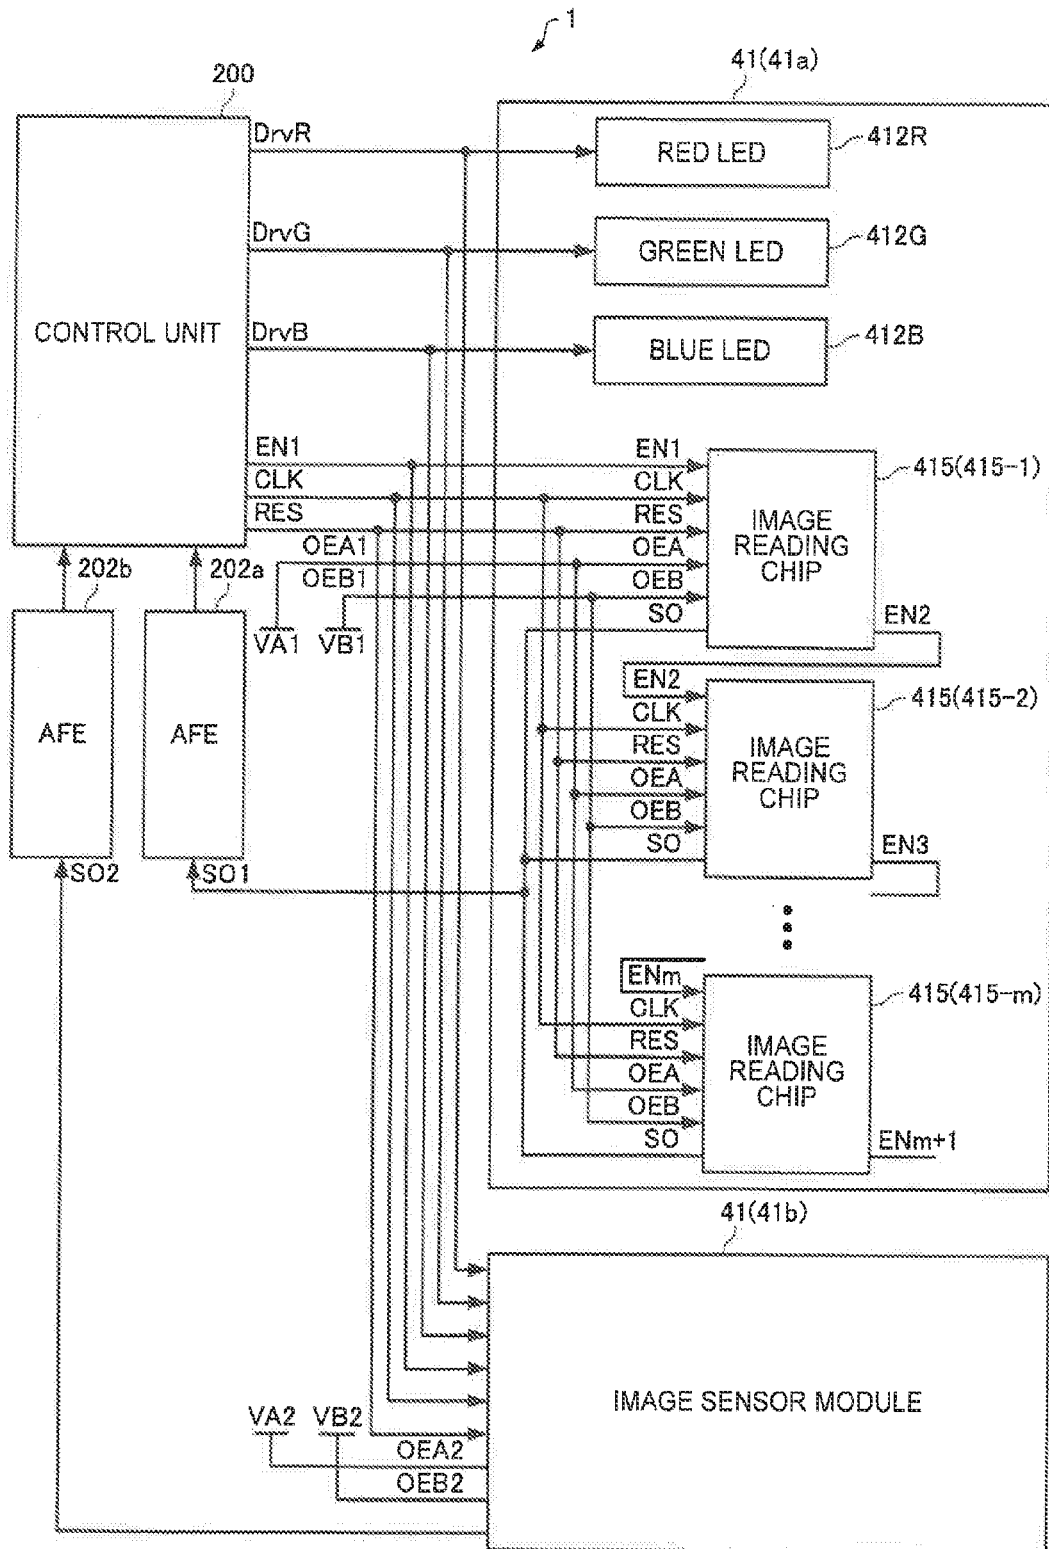 1
41(41a)
200
DrvR
RED LED
412R
DrvG
GREEN LED
412G
CONTROL UNIT
DrvB
BLUE LED
412B
EN1
EN1
415(415-1)
CLK
CLK
RES
RES
IMAGE
READING
CHIP
OEA1
OEA
202b
202a
OEB1
OEB
SO
EN2
VA1
VB1
EN2
415(415-2)
CLK
AFE
AFE
RES
IMAGE
READING
CHIP
OEA
OEB
SO
EN3
SO2
SO1
ENm
415(415-m)
CLK
RES
IMAGE
READING
CHIP
OEA
OEB
SO
ENm+1
41(41b)
IMAGE SENSOR MODULE
VA2
VB2
OEA2
OEB2